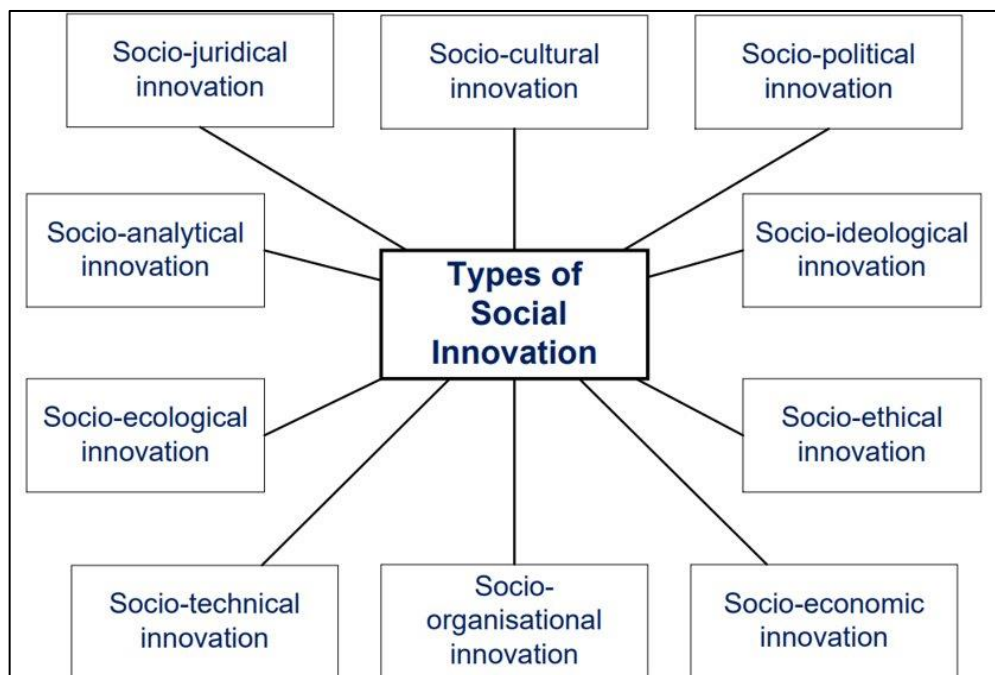 Socio-juridical
innovation
Socio-cultural
innovation
Socio-political
innovation
Socio-analytical
innovation
Types of
Social
Innovation
Socio-ideological
innovation
Socio-ecological
innovation
Socio-ethical
innovation
Socio-technical
innovation
Socio-
organisational
innovation
Socio-economic
innovation